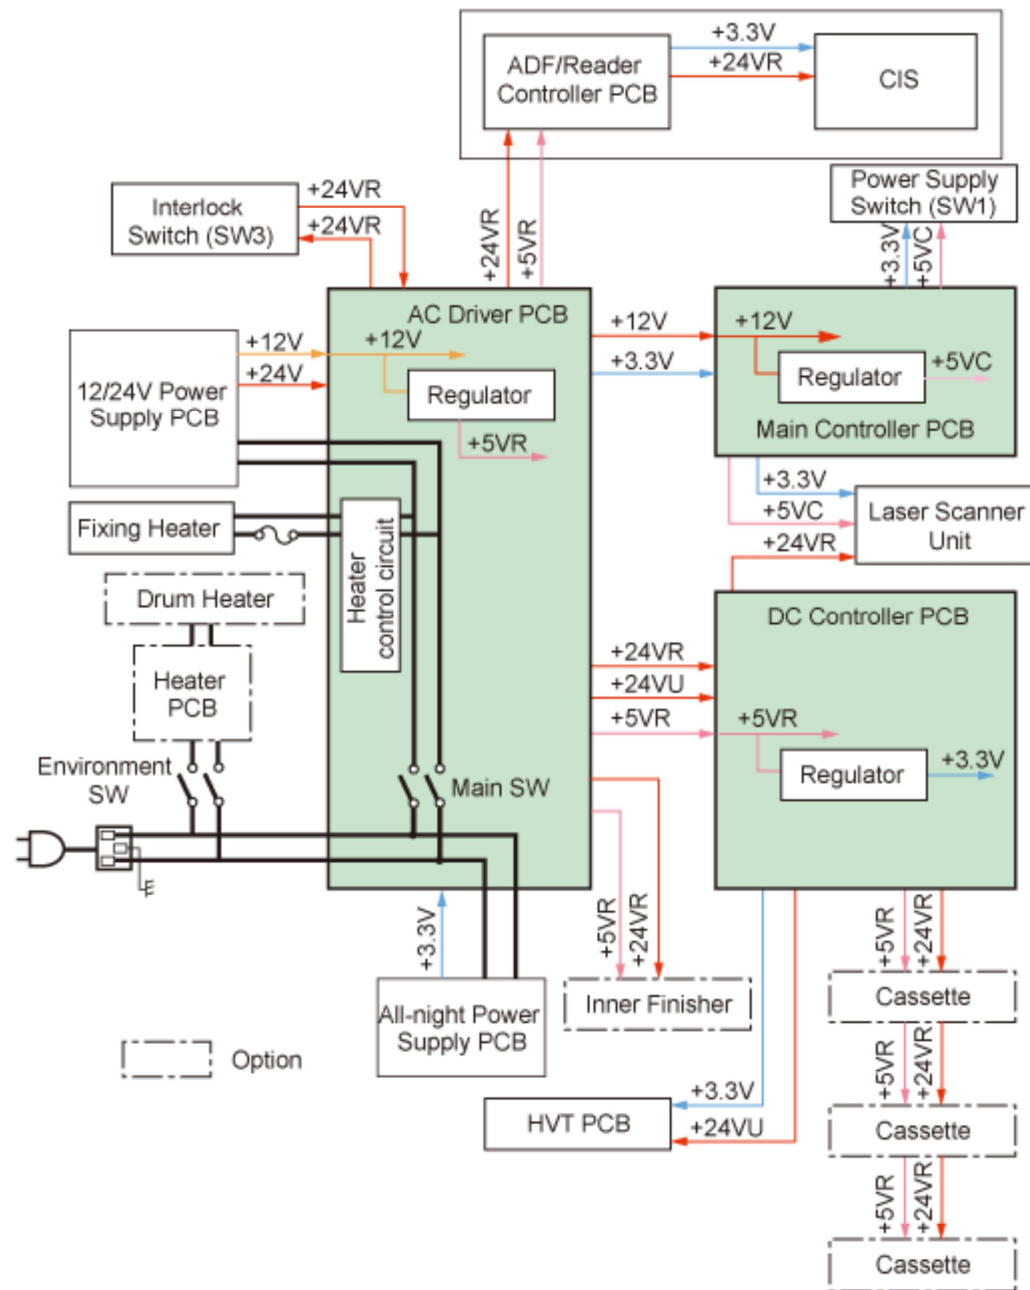 +3.3V
ADF/Reader
Controller PCB
+24VR
CIS
+24VR
+5VR
Interlock
Switch (SW3)
+24VR
+24VR
Power Supply
Switch (SW1)
+3.3V
+5VC
AC Driver PCB
12/24V Power
Supply PCB
+12V
+24V
+12V
Regulator
+5VR
+12V
+3.3V
+12V
Regulator
+5VC
Main Controller PCB
+3.3V
+5VC
+24VR
Laser Scanner
Unit
Fixing Heater
Heater
control circuit
Drum Heater
Heater
PCB
Environment
SW
Main SW
DC Controller PCB
+24VR
+24VU
+5VR
+5VR
Regulator
+3.3V
+3.3V
All-night Power
Supply PCB
+5VR
+24VR
Inner Finisher
+5VR
+24VR
Cassette
+5VR
+24VR
Cassette
+5VR
+24VR
Cassette
+3.3V
+24VU
HVT PCB
Option